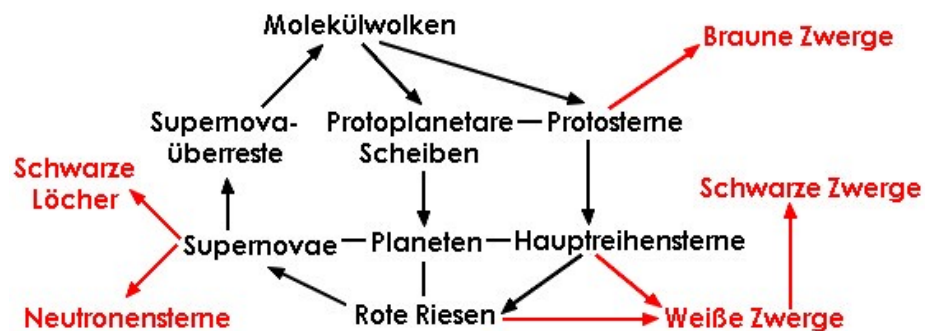 Molekülwolken
Braune Zwerge
Supernova-
überreste
Protoplanetare
Scheiben
Protosterne
Schwarze
Löcher
Schwarze Zwerge
Supernovae
Planeten
Hauptreihensterne
Neutronensterne
Rote Riesen
Weiße Zwerge